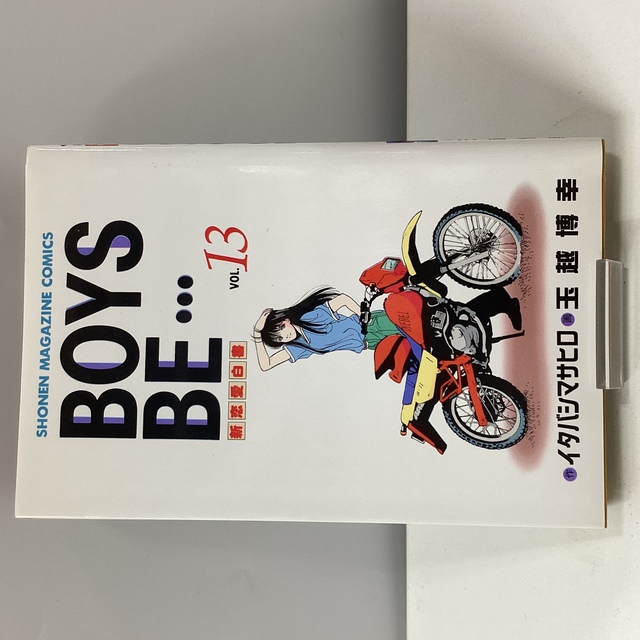 SHONEN MAGAZINE COMICS
BOYS
BE...
VOL.13
新恋愛白書
作イタバシマサヒロ画玉越博幸